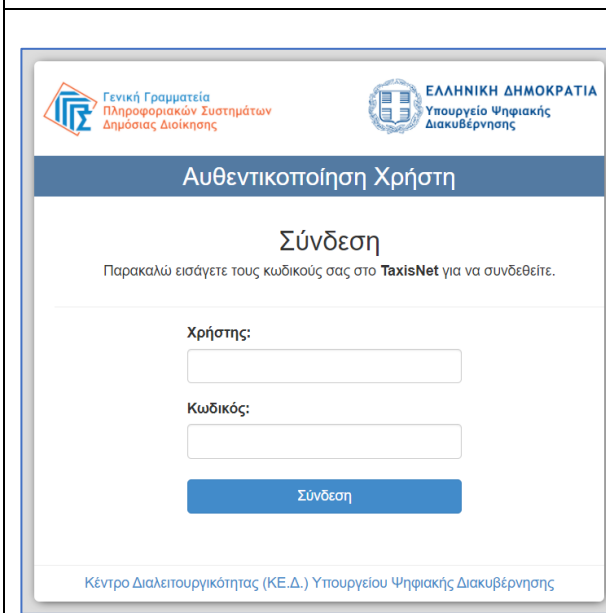 Γενική Γραμματεία
Πληροφοριακών Συστημάτων
Δημόσιας Διοίκησης
ΕΛΛΗΝΙΚΗ ΔΗΜΟΚΡΑΤΙΑ
Υπουργείο Ψηφιακής
Διακυβέρνησης
Αυθεντικοποίηση Χρήστη
Σύνδεση
Παρακαλώ εισάγετε τους κωδικούς σας στο TaxisNet για να συνδεθείτε.
Χρήστης:
Κωδικός:
Σύνδεση
Κέντρο Διαλειτουργικότητας (ΚΕ.Δ.) Υπουργείου Ψηφιακής Διακυβέρνησης